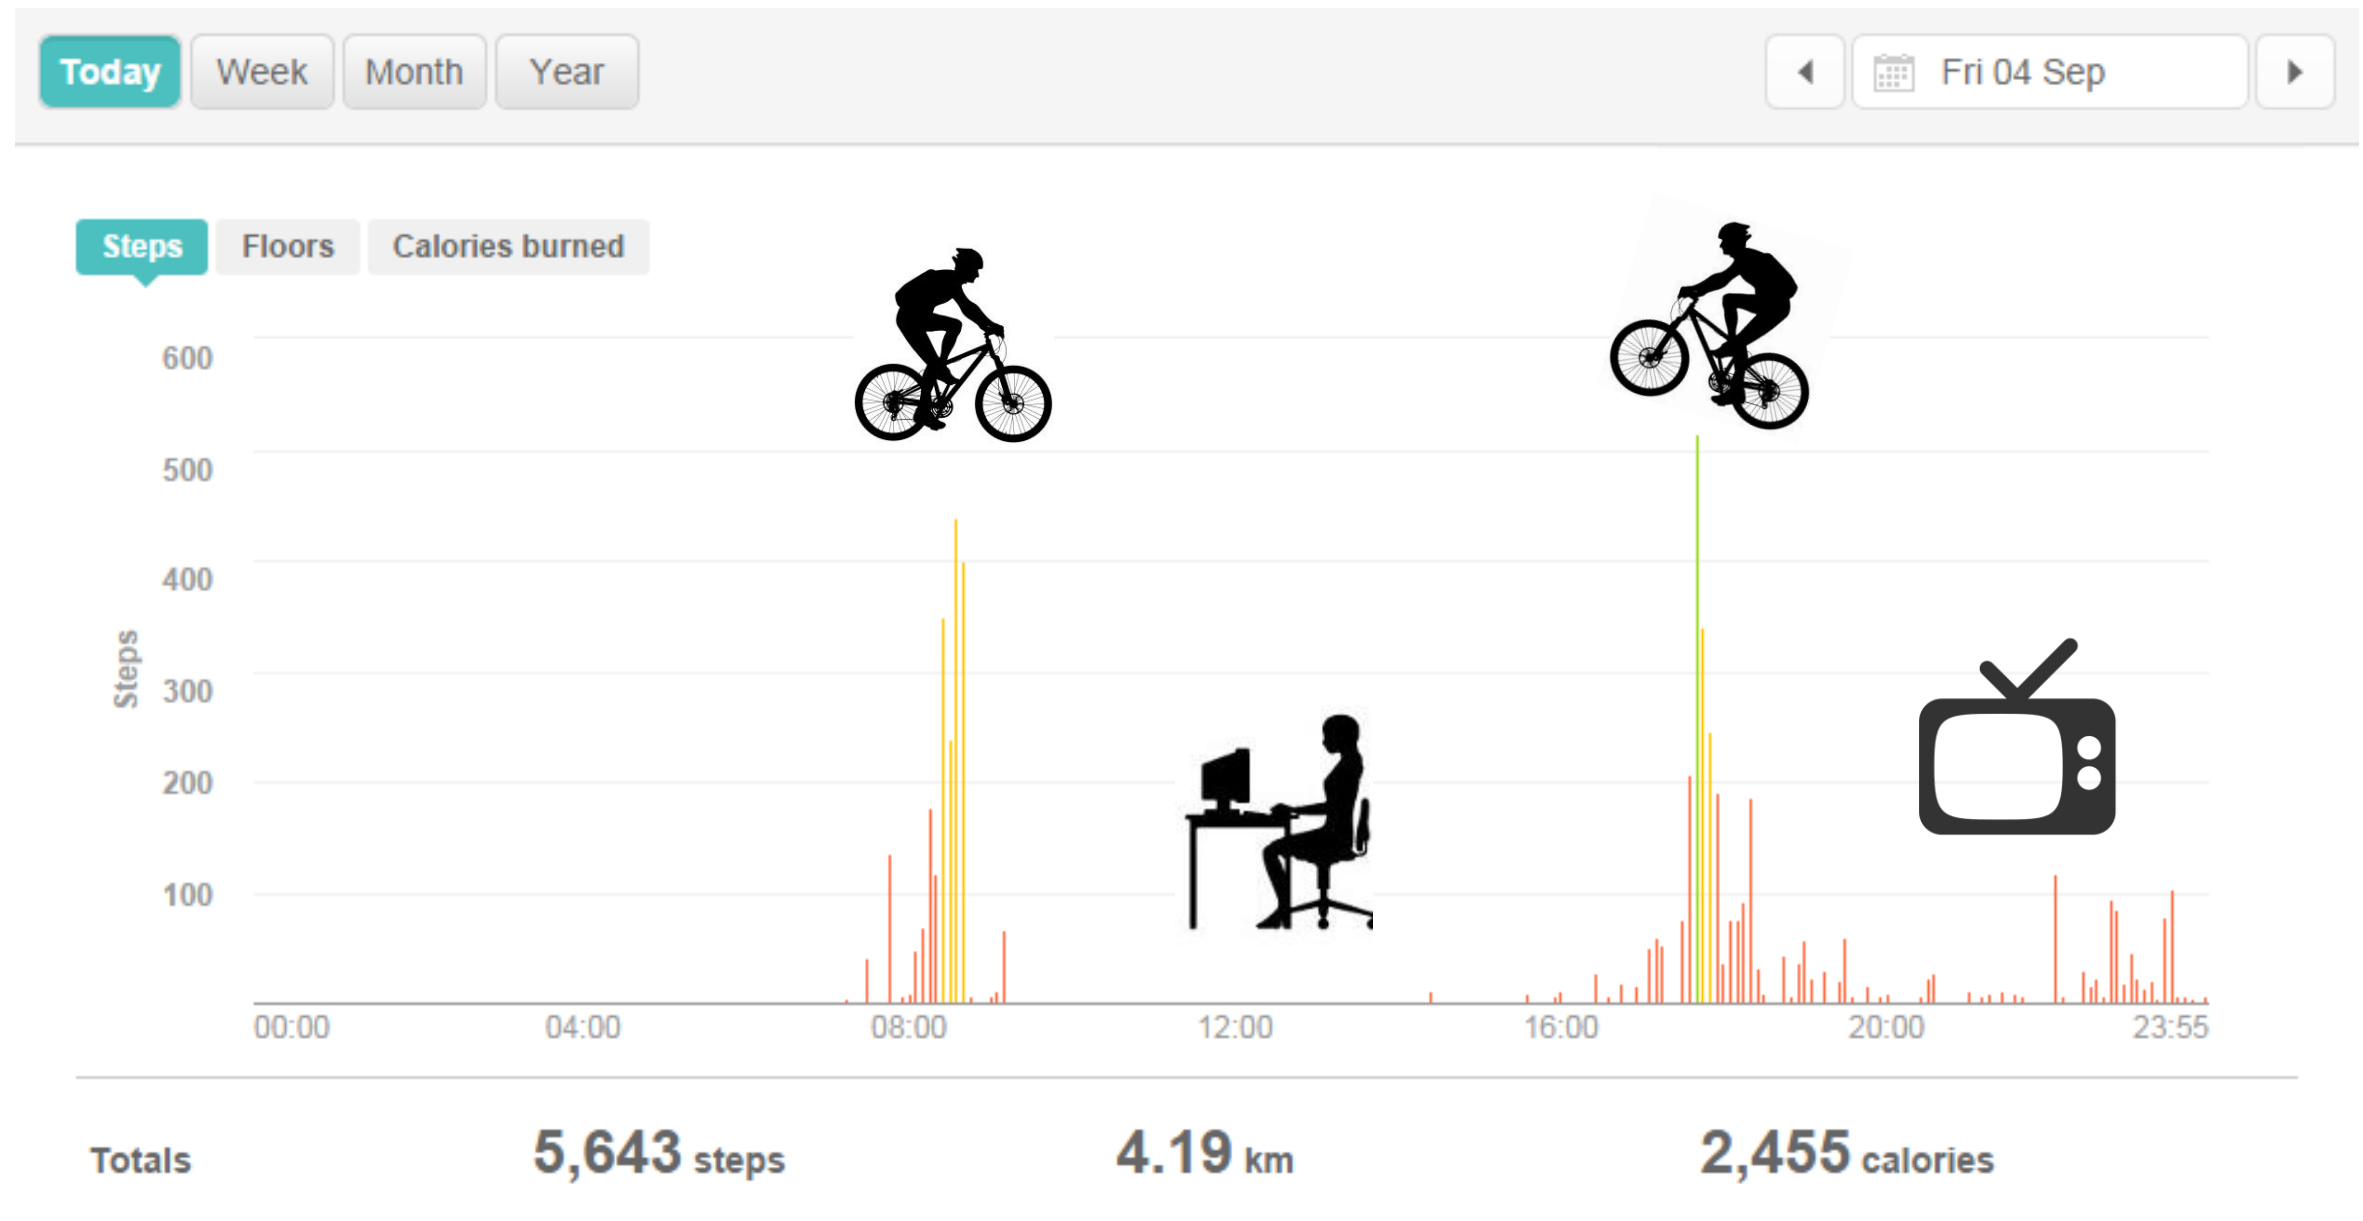 Today Week Month Year Fri 04 Sep
Steps Floors Calories burned
600
500
400
300
200
100
Steps
00:00 04:00 08:00 12:00 16:00 20:00 23:55
Totals 5,643 steps 4.19 km 2,455 calories